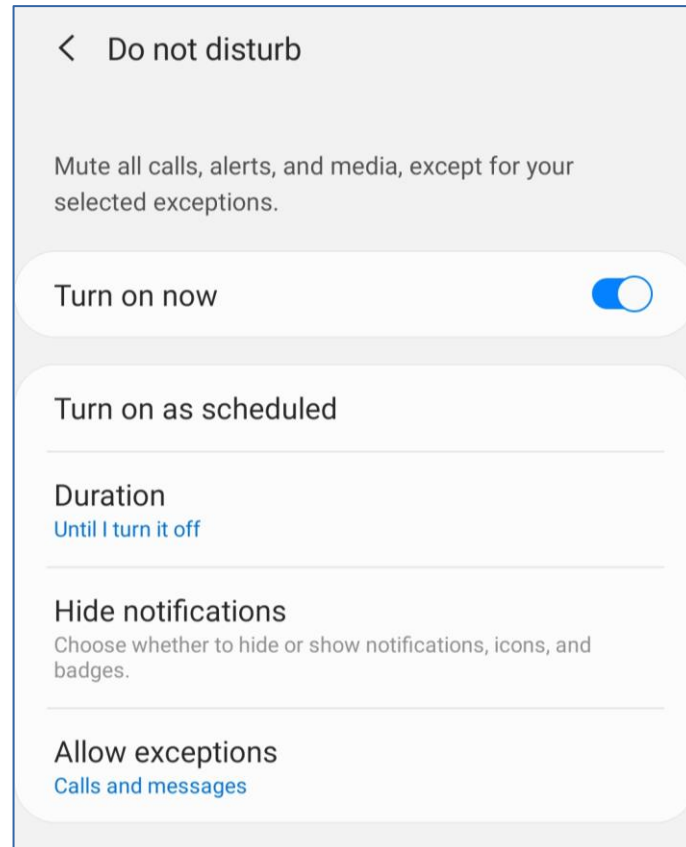 Do not disturb
Mute all calls, alerts, and media, except for your
selected exceptions.
Turn on now
Turn on as scheduled
Duration
Until I turn it off
Hide notifications
Choose whether to hide or show notifications, icons, and
badges.
Allow exceptions
Calls and messages